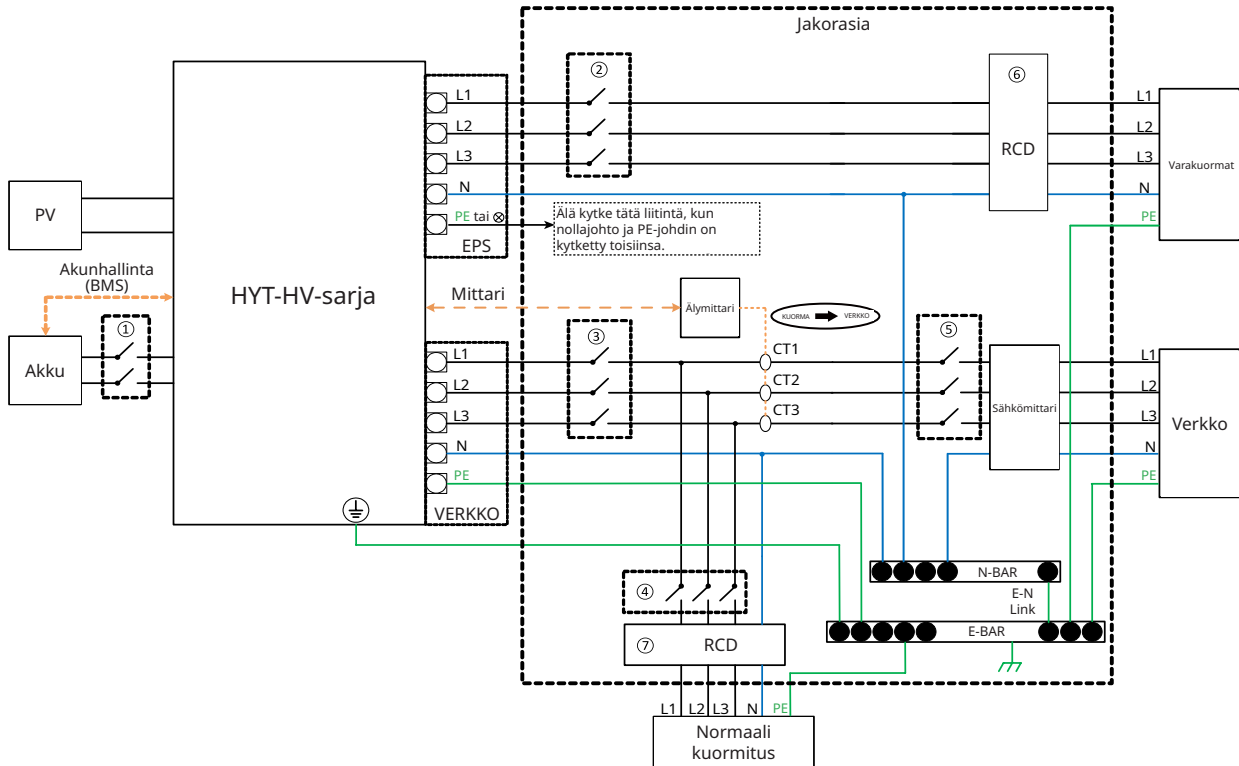 Jakorasia
②
⑥
L1
L2
L3
N
PE tai ⊗
EPS
Älä kytke tätä liitintä, kun
nollajohto ja PE-johdin on
kytketty toisiinsa.
RCD
L1
L2
L3
N
PE
Varakuormat
PV
Akunhallinta
(BMS)
①
Akku
HYT-HV-sarja
Mittari
Älymittari
KUORMA
VERKKO
③
⑤
L1
L2
L3
N
PE
VERKKO
CT1
CT2
CT3
Sähkömittari
L1
L2
L3
N
PE
Verkko
N-BAR
E-N
Link
E-BAR
④
⑦
RCD
L1
L2
L3
N
PE
Normaali
kuormitus